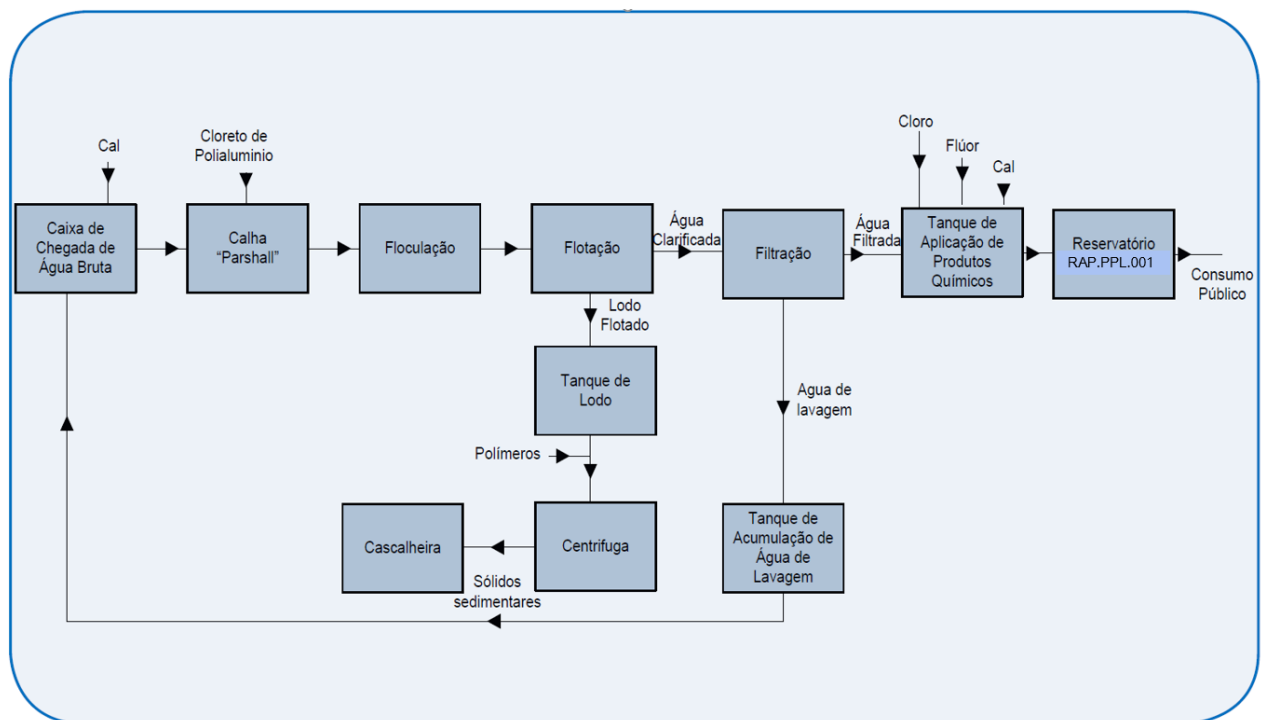 Cal
Cloreto de
Polialuminio
Cloro
Flúor
Cal
Caixa de
Chegada de
Água Bruta
Calha
“Parshall”
Floculação
Flotação
Água
Clarificada
Filtração
Água
Filtrada
Tanque de
Aplicação de
Produtos
Químicos
Reservatório
RAP.PPL.001
Consumo
Público
Lodo
Flotado
Tanque de
Lodo
Agua de
lavagem
Polímeros
Cascalheira
Sólidos
sedimentares
Centrifuga
Tanque de
Acumulação de
Água de
Lavagem